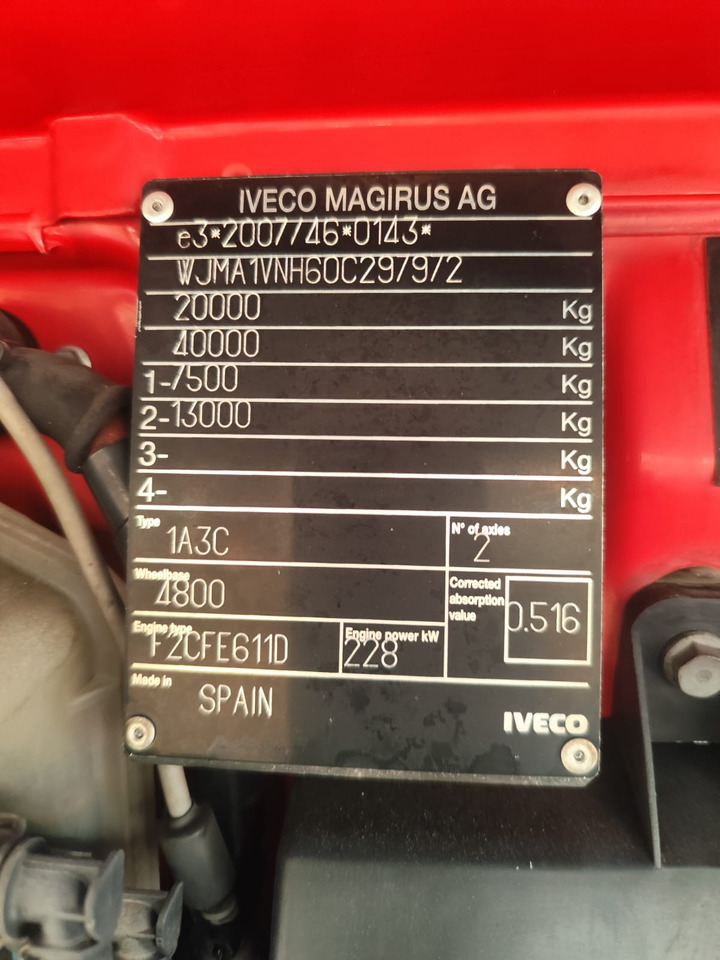 IVECO MAGIRUS AG
e3*2007/46*0143*
WJMA1VNH60C297972
20000 Kg
40000 Kg
1-7500 Kg
2-13000 Kg
3- Kg
4- Kg
Type 1A3C N° of axles 2
Wheelbase 4800
Corrected absorption value 0.516
Engine type F2CFE611D Engine power kW 228
Made in SPAIN
IVECO